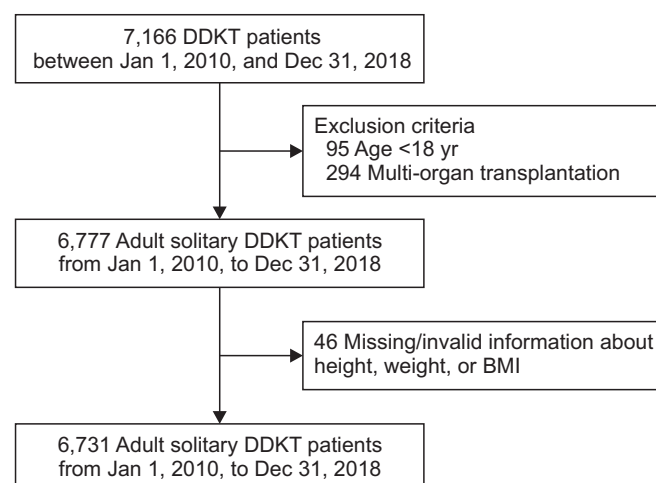 7,166 DDKT patients
between Jan 1, 2010, and Dec 31, 2018
Exclusion criteria
95 Age <18 yr
294 Multi-organ transplantation
6,777 Adult solitary DDKT patients
from Jan 1, 2010, to Dec 31, 2018
46 Missing/invalid information about
height, weight, or BMI
6,731 Adult solitary DDKT patients
from Jan 1, 2010, to Dec 31, 2018